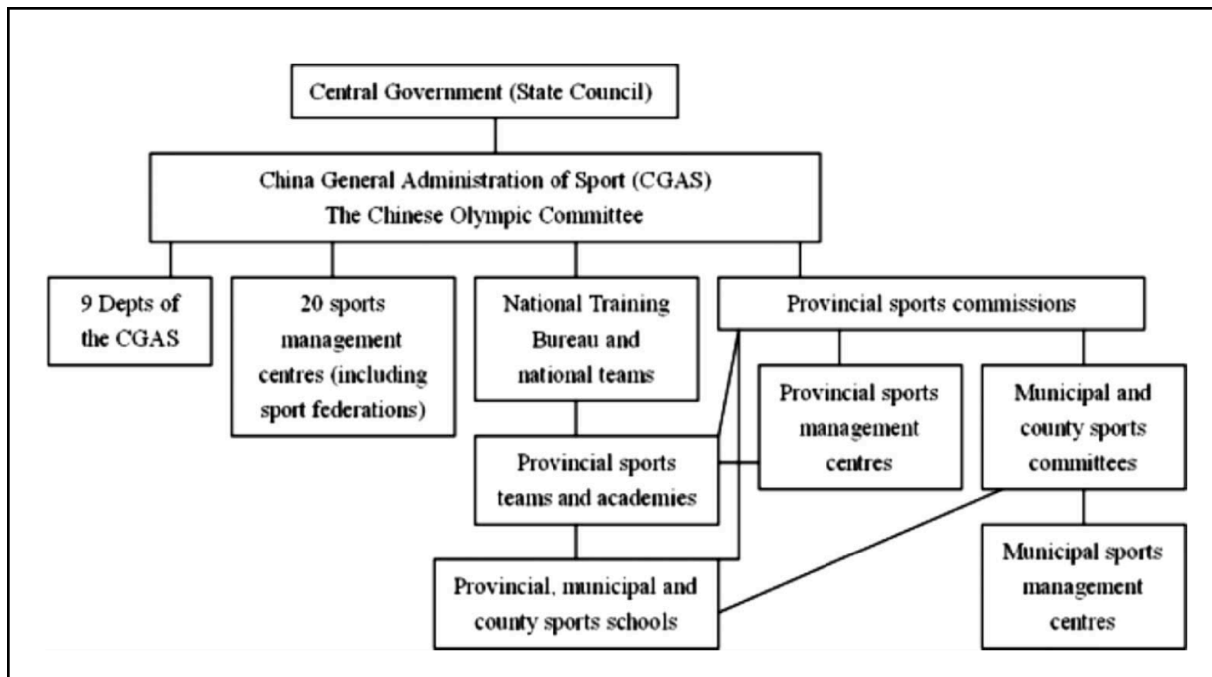 Central Government (State Council)
China General Administration of Sport (CGAS)
The Chinese Olympic Committee
9 Depts of
the CGAS
20 sports
management
centres (including
sport federations)
National Training
Bureau and
national teams
Provincial sports commissions
Provincial sports
management
centres
Municipal and
county sports
committees
Provincial sports
teams and academies
Municipal sports
management
centres
Provincial, municipal and
county sports schools